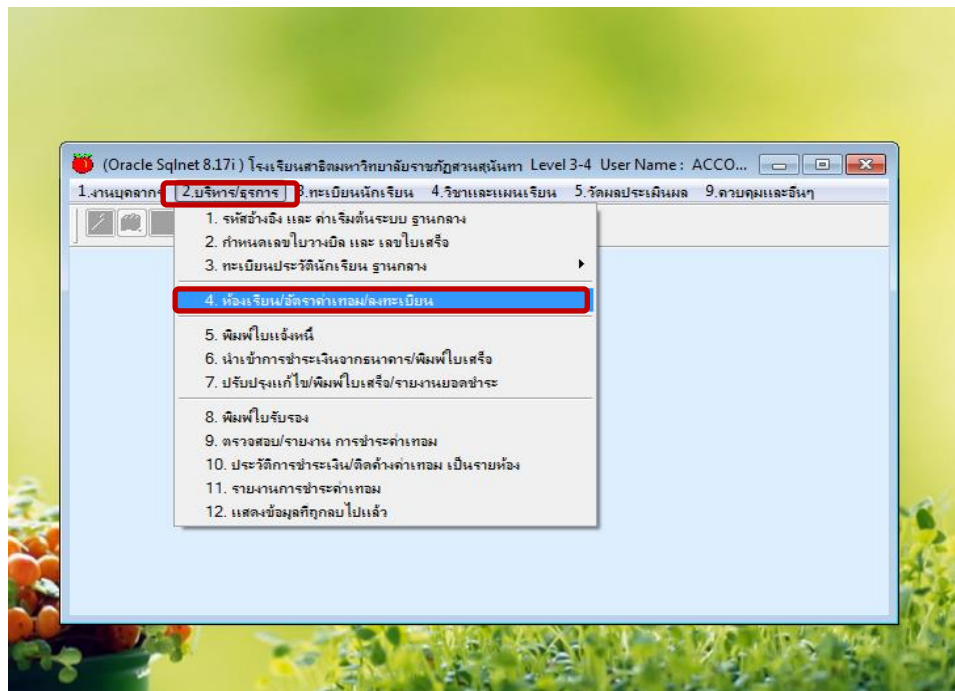 (Oracle Sqlnet 8.17i ) โรงเรียนสาธิตมหาวิทยาลัยราชภัฏสวนสุนันทา Level 3-4 User Name : ACCO...
1.งานบุคลากร 2.บริหาร/ธุรการ 3.ทะเบียนนักเรียน 4.วิชาและแผนเรียน 5.วัดผลประเมินผล 9.ควบคุมและอื่นๆ
1. รหัสอ้างอิง และ ค่าเริ่มต้นระบบ ฐานกลาง
2. กำหนดเลขใบวางบิล และ เลขใบเสร็จ
3. ทะเบียนประวัตินักเรียน ฐานกลาง
4. ห้องเรียน/อัตราค่าเทอม/ลงทะเบียน
5. พิมพ์ใบแจ้งหนี้
6. นำเข้าการชำระเงินจากธนาคาร/พิมพ์ใบเสร็จ
7. ปรับปรุงแก้ไข/พิมพ์ใบเสร็จ/รายงานยอดชำระ
8. พิมพ์ใบรับรอง
9. ตรวจสอบ/รายงาน การชำระค่าเทอม
10. ประวัติการชำระเงิน/ติดค้างค่าเทอม เป็นรายห้อง
11. รายงานการชำระค่าเทอม
12. แสดงข้อมูลที่ถูกลบไปแล้ว